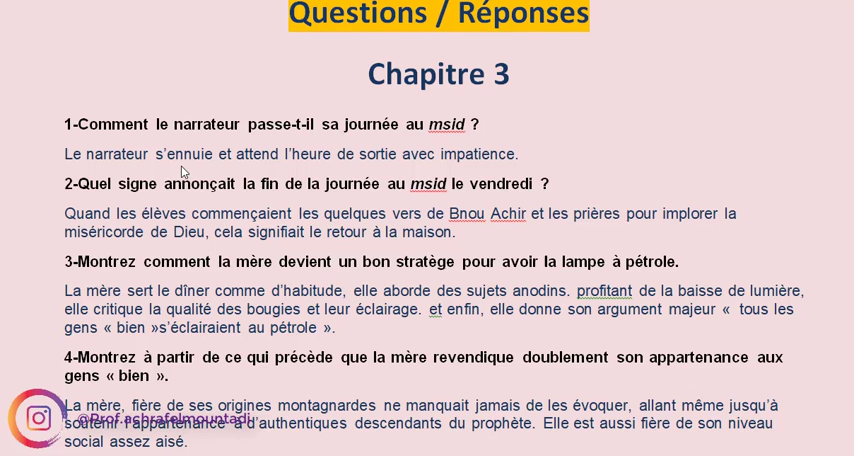 Questions / Réponses
Chapitre 3
1-Comment le narrateur passe-t-il sa journée au msid ?
Le narrateur s'ennuie et attend l'heure de sortie avec impatience.
2-Quel signe annonçait la fin de la journée au msid le vendredi ?
Quand les élèves commençaient les quelques vers de Bnou Achir et les prières pour implorer la
miséricorde de Dieu, cela signifiait le retour à la maison.
3-Montrez comment la mère devient un bon stratège pour avoir la lampe à pétrole.
La mère sert le dîner comme d'habitude, elle aborde des sujets anodins. profitant de la baisse de lumière,
elle critique la qualité des bougies et leur éclairage. et enfin, elle donne son argument majeur « tous les
gens « bien »s'éclairaient au pétrole ».
4-Montrez à partir de ce qui précède que la mère revendique doublement son appartenance aux
gens « bien ».
La mère, fière de ses origines montagnardes ne manquait jamais de les évoquer, allant même jusqu'à
@Prof.achrafelmountadi
soutenir l'appartenance à d'authentiques descendants du prophète. Elle est aussi fière de son niveau
social assez aisé.